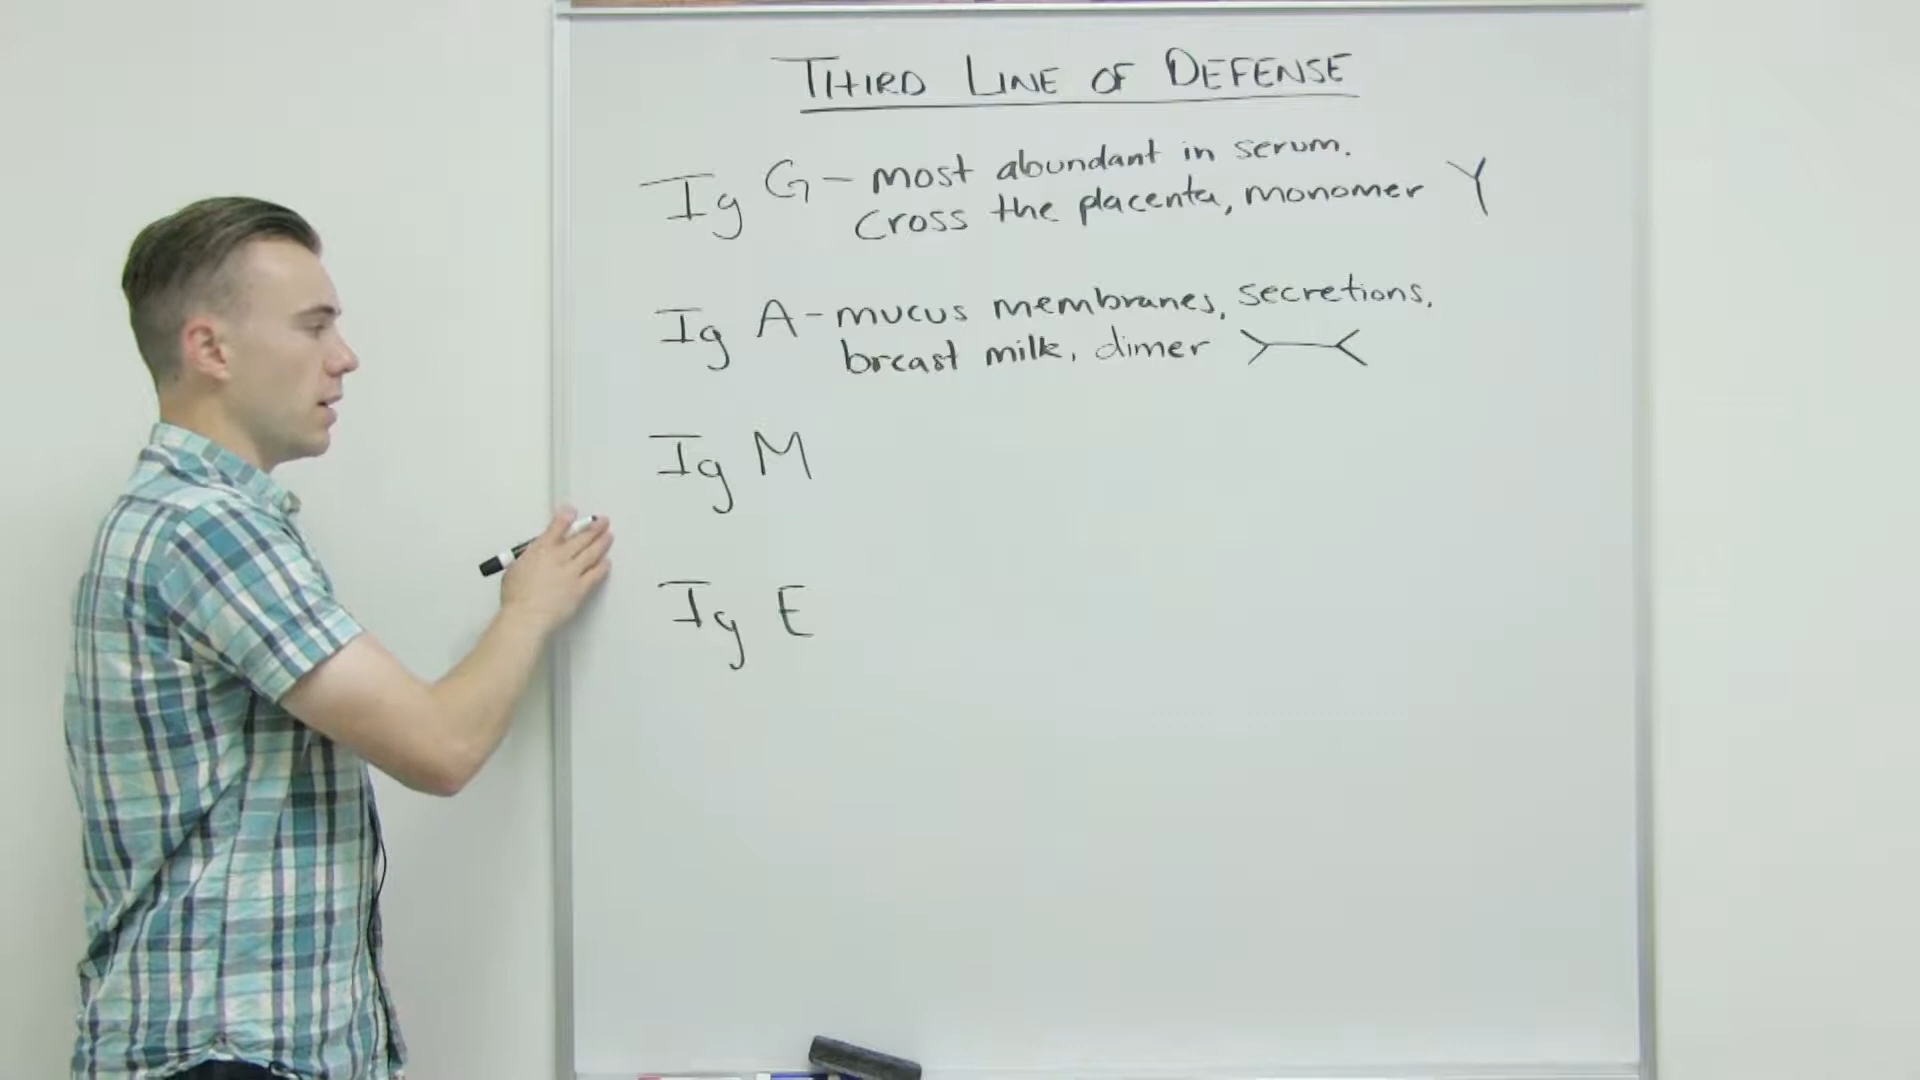 THIRD LINE OF DEFENSE
Ig G - most abundant in serum.
Cross the placenta, monomer
Ig A - mucus membranes, secretions,
breast milk, dimer
Ig M
Ig E